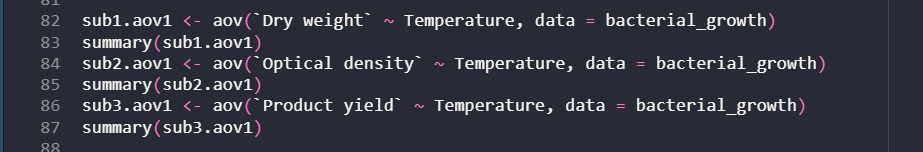 81
82 sub1.aov1 <- aov(`Dry weight` ~ Temperature, data = bacterial_growth)
83 summary(sub1.aov1)
84 sub2.aov1 <- aov(`Optical density` ~ Temperature, data = bacterial_growth)
85 summary(sub2.aov1)
86 sub3.aov1 <- aov(`Product yield` ~ Temperature, data = bacterial_growth)
87 summary(sub3.aov1)
88